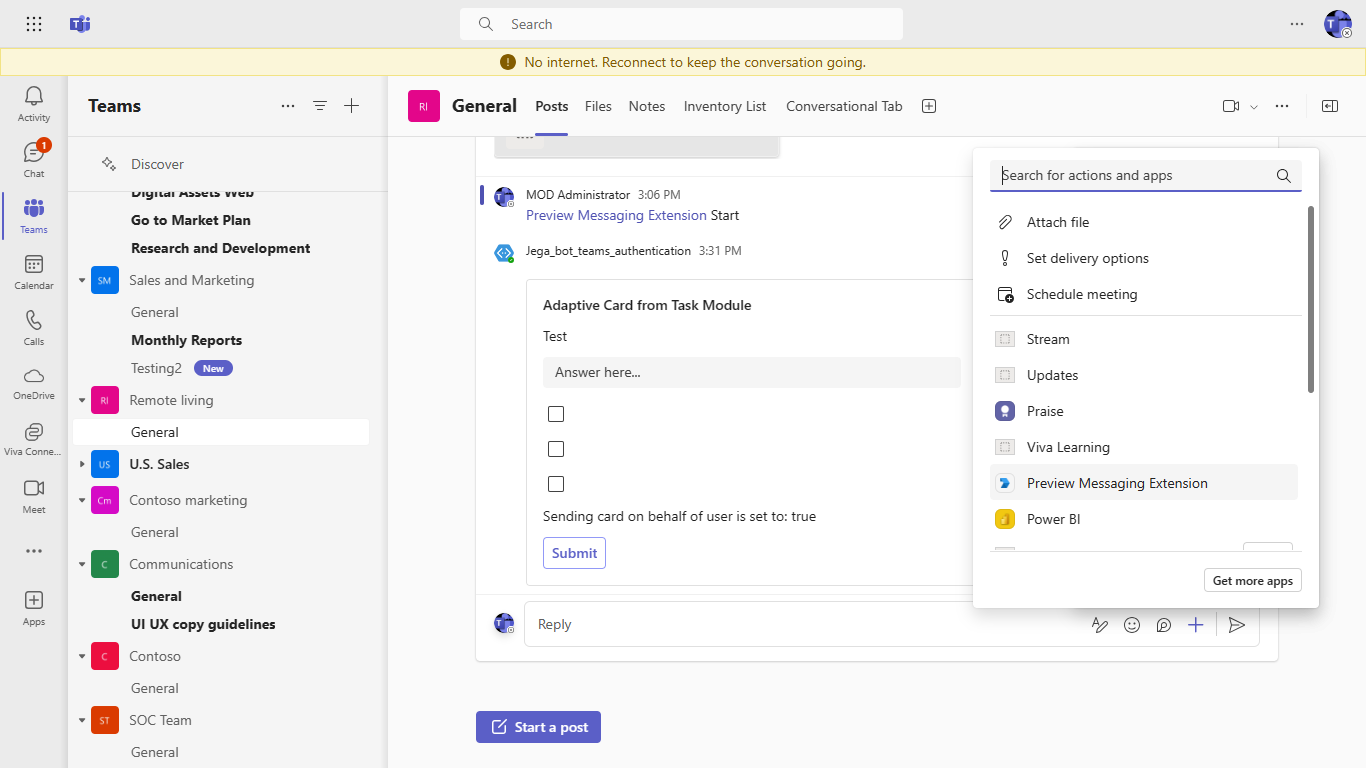 Search
No internet. Reconnect to keep the conversation going.
Activity
Chat
1
Teams
Calendar
Calls
OneDrive
Viva Conne...
Meet
Apps
Teams
Discover
Digital Assets Web
Go to Market Plan
Research and Development
SM Sales and Marketing
General
Monthly Reports
Testing2 New
RI Remote living
General
US U.S. Sales
Cm Contoso marketing
General
C Communications
General
UI UX copy guidelines
C Contoso
General
ST SOC Team
General
RI General Posts Files Notes Inventory List Conversational Tab
MOD Administrator 3:06 PM
Preview Messaging Extension Start
Jega_bot_teams_authentication 3:31 PM
Adaptive Card from Task Module
Test
Answer here...
Sending card on behalf of user is set to: true
Submit
Reply
Start a post
Search for actions and apps
Attach file
Set delivery options
Schedule meeting
Stream
Updates
Praise
Viva Learning
Preview Messaging Extension
Power BI
Get more apps